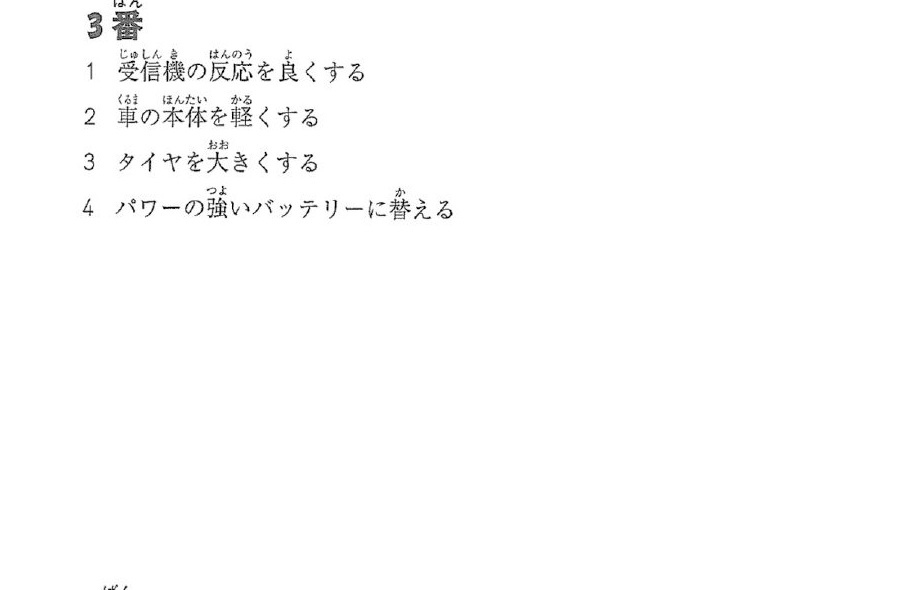 3番
1 受信機の反応を良くする
2 車の本体を軽くする
3 タイヤを大きくする
4 パワーの強いバッテリーに替える